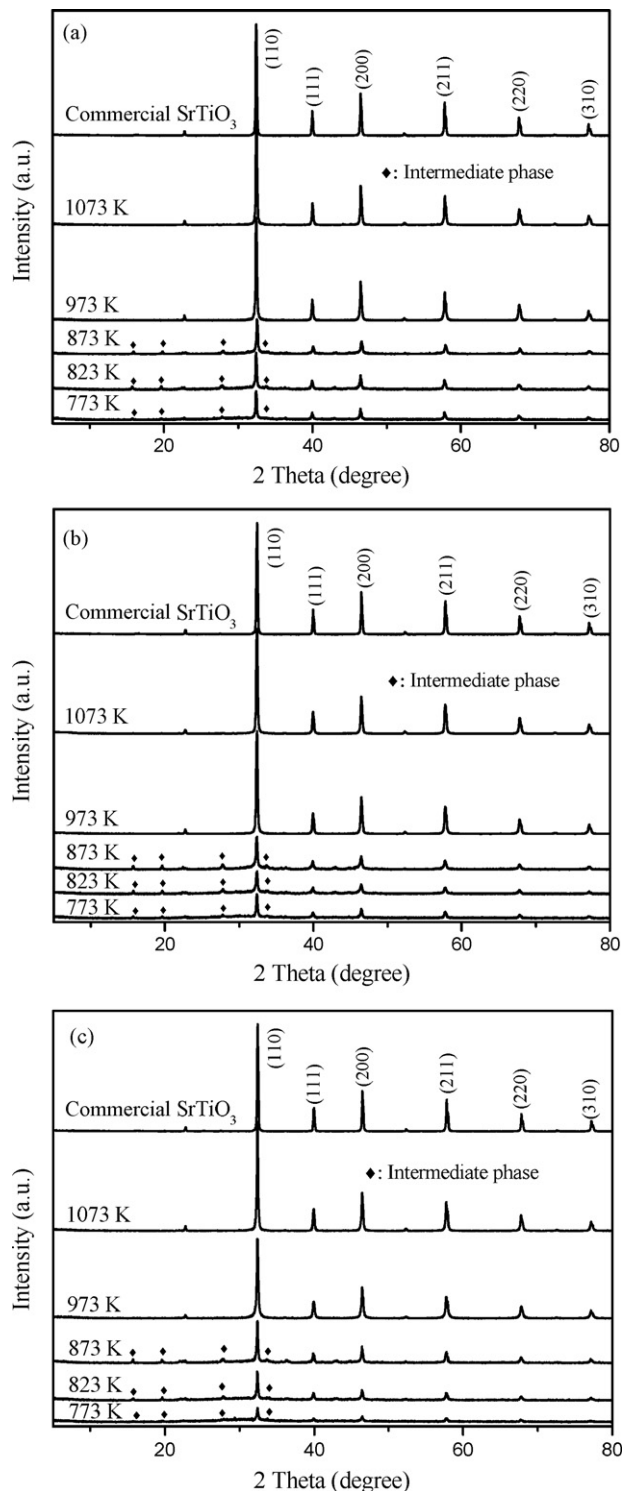 (a)
(110)
(111)
(200)
(211)
(220)
(310)
Commercial SrTiO₃
♦: Intermediate phase
1073 K
973 K
873 K
823 K
773 K
Intensity (a.u.)
20 40 60 80
2 Theta (degree)
(b)
(110)
(111)
(200)
(211)
(220)
(310)
Commercial SrTiO₃
♦: Intermediate phase
1073 K
973 K
873 K
823 K
773 K
Intensity (a.u.)
20 40 60 80
2 Theta (degree)
(c)
(110)
(111)
(200)
(211)
(220)
(310)
Commercial SrTiO₃
♦: Intermediate phase
1073 K
973 K
873 K
823 K
773 K
Intensity (a.u.)
20 40 60 80
2 Theta (degree)